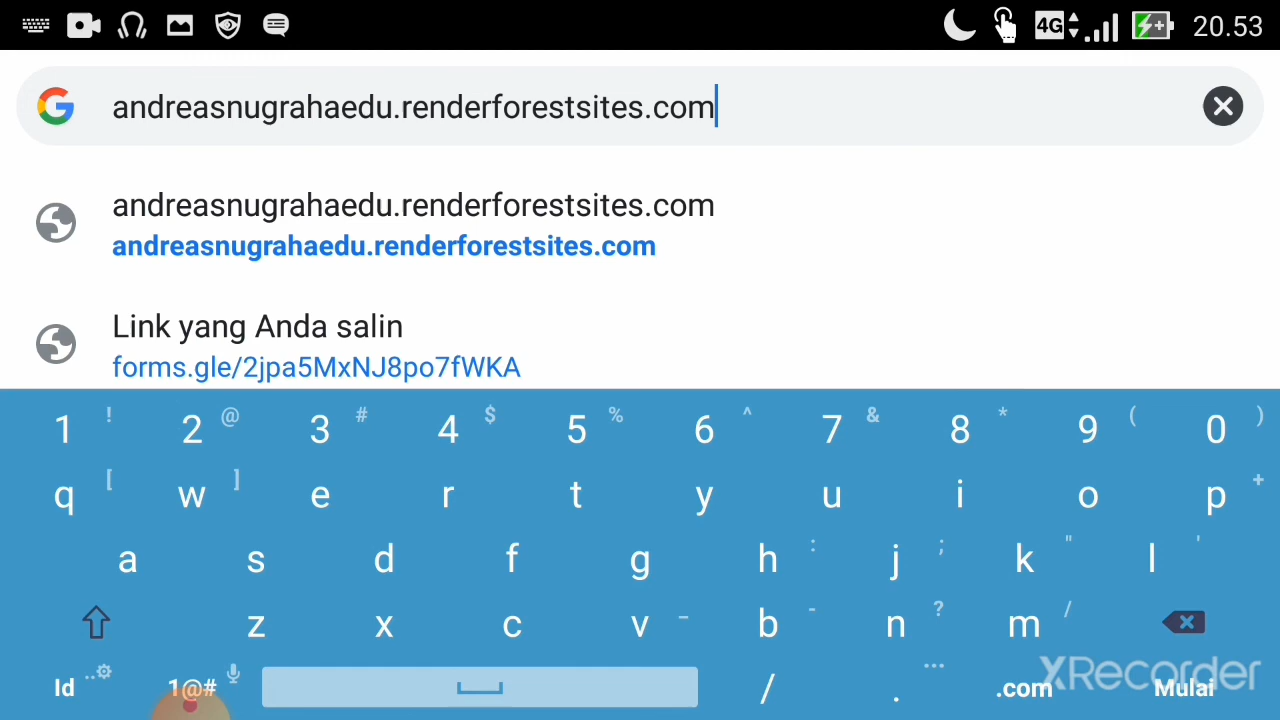 4G 20.53
andreasnugrahaedu.renderforestsites.com
andreasnugrahaedu.renderforestsites.com
andreasnugrahaedu.renderforestsites.com
Link yang Anda salin
forms.gle/2jpa5MxNJ8po7fWKA
1 ! 2 @ 3 # 4 $ 5 % 6 ^ 7 & 8 * 9 ( 0 )
q [ w ] e r t y u i o p +
a s d f g h : j ; k " l '
z x c v _ b - n ? m /
Id 1@# / . ... .com Mulai
XRecorder